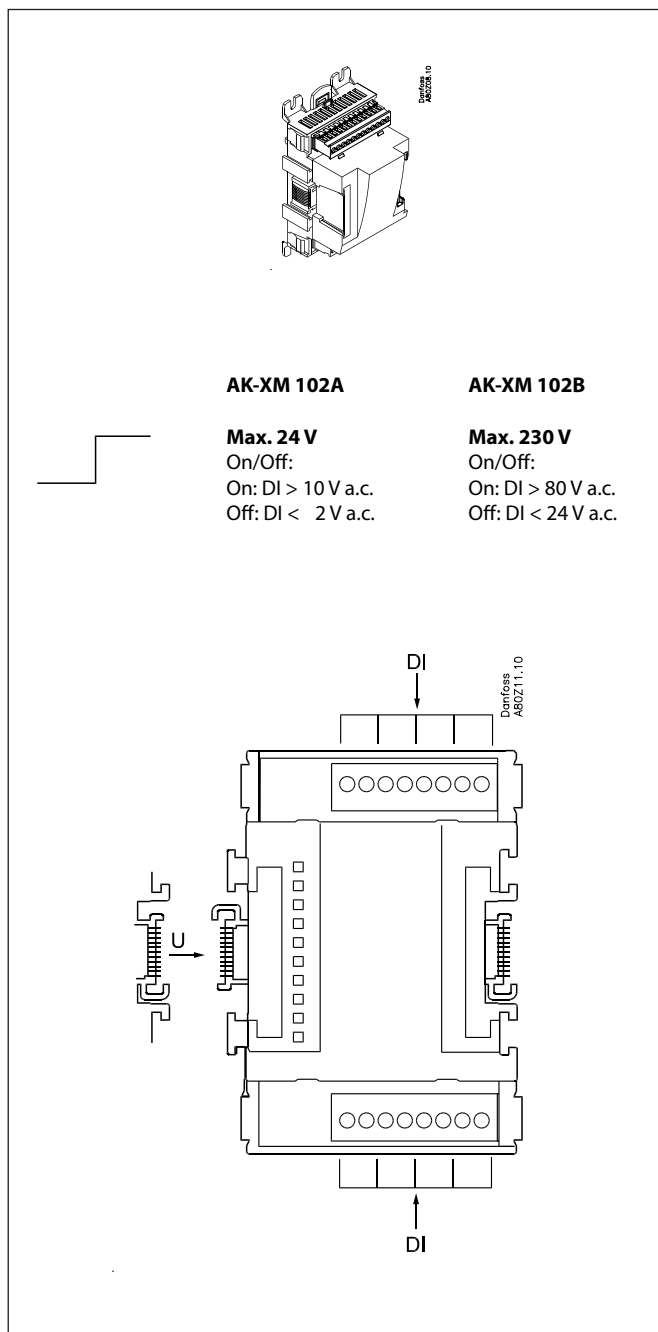 Danfoss
A80Z08.10
AK-XM 102A
Max. 24 V
On/Off:
On: DI > 10 V a.c.
Off: DI <   2 V a.c.
AK-XM 102B
Max. 230 V
On/Off:
On: DI > 80 V a.c.
Off: DI < 24 V a.c.
DI
Danfoss
A80Z11.10
U
DI